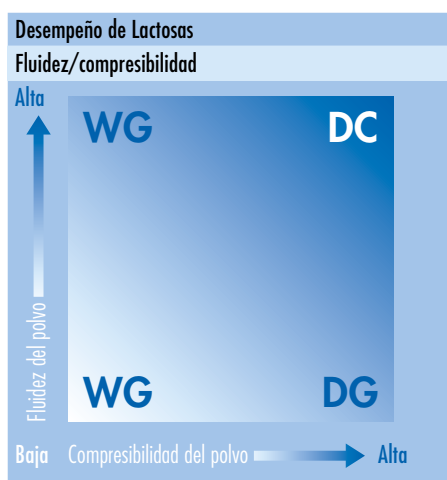 Desempeño de Lactosas
Fluidez/compresibilidad
Alta
WG DC
Fluidez del polvo
WG DG
Baja Compresibilidad del polvo Alta